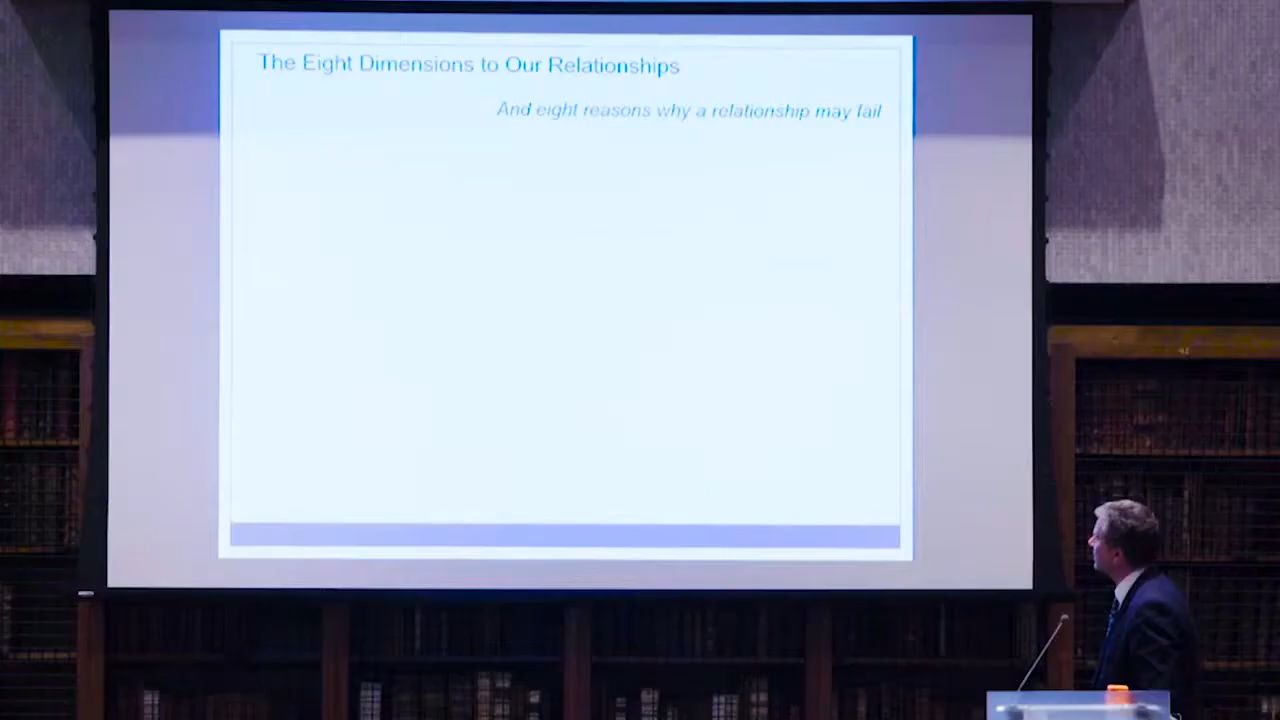 The Eight Dimensions to Our Relationships
And eight reasons why a relationship may fail